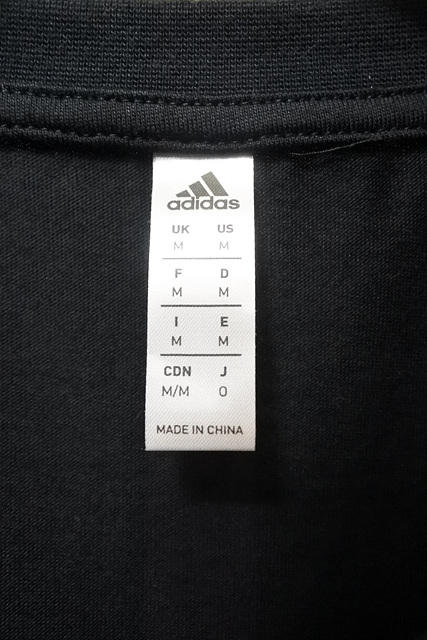 adidas
UK US
M M
F D
M M
I E
M M
CDN J
M/M O
MADE IN CHINA